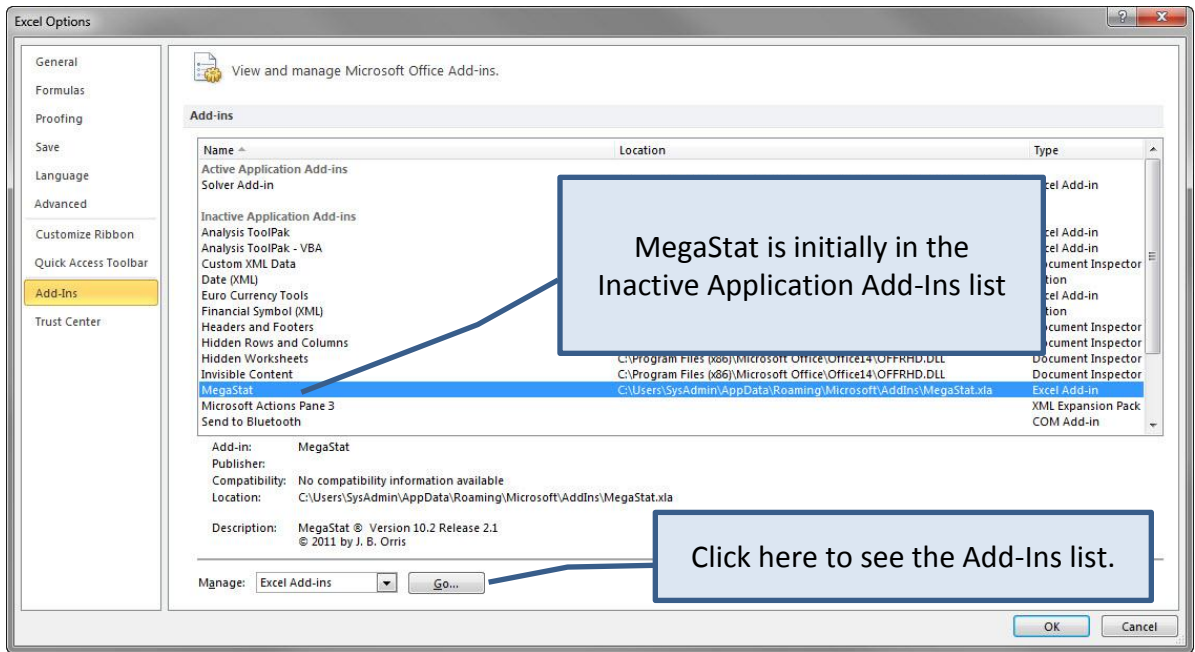 Excel Options
General
Formulas
Proofing
Save
Language
Advanced
Customize Ribbon
Quick Access Toolbar
Add-Ins
Trust Center
View and manage Microsoft Office Add-ins.
Add-ins
Name Location Type
Active Application Add-ins
Solver Add-in Add-in
Inactive Application Add-ins
Analysis ToolPak Add-in
Analysis ToolPak - VBA Add-in
Custom XML Data Inspector
Date (XML)
Euro Currency Tools Add-in
Financial Symbol (XML)
Headers and Footers Inspector
Hidden Rows and Columns Inspector
Hidden Worksheets C:\Program Files (x86)\Microsoft Office\Office14\OFFRHD.DLL Document Inspector
Invisible Content C:\Program Files (x86)\Microsoft Office\Office14\OFFRHD.DLL Document Inspector
MegaStat C:\Users\SysAdmin\AppData\Roaming\Microsoft\AddIns\MegaStat.xla Excel Add-in
Microsoft Actions Pane 3 XML Expansion Pack
Send to Bluetooth COM Add-in
MegaStat is initially in the
Inactive Application Add-Ins list
Add-in: MegaStat
Publisher:
Compatibility: No compatibility information available
Location: C:\Users\SysAdmin\AppData\Roaming\Microsoft\AddIns\MegaStat.xla
Description: MegaStat ® Version 10.2 Release 2.1
© 2011 by J. B. Orris
Click here to see the Add-Ins list.
Manage: Excel Add-ins Go...
OK Cancel